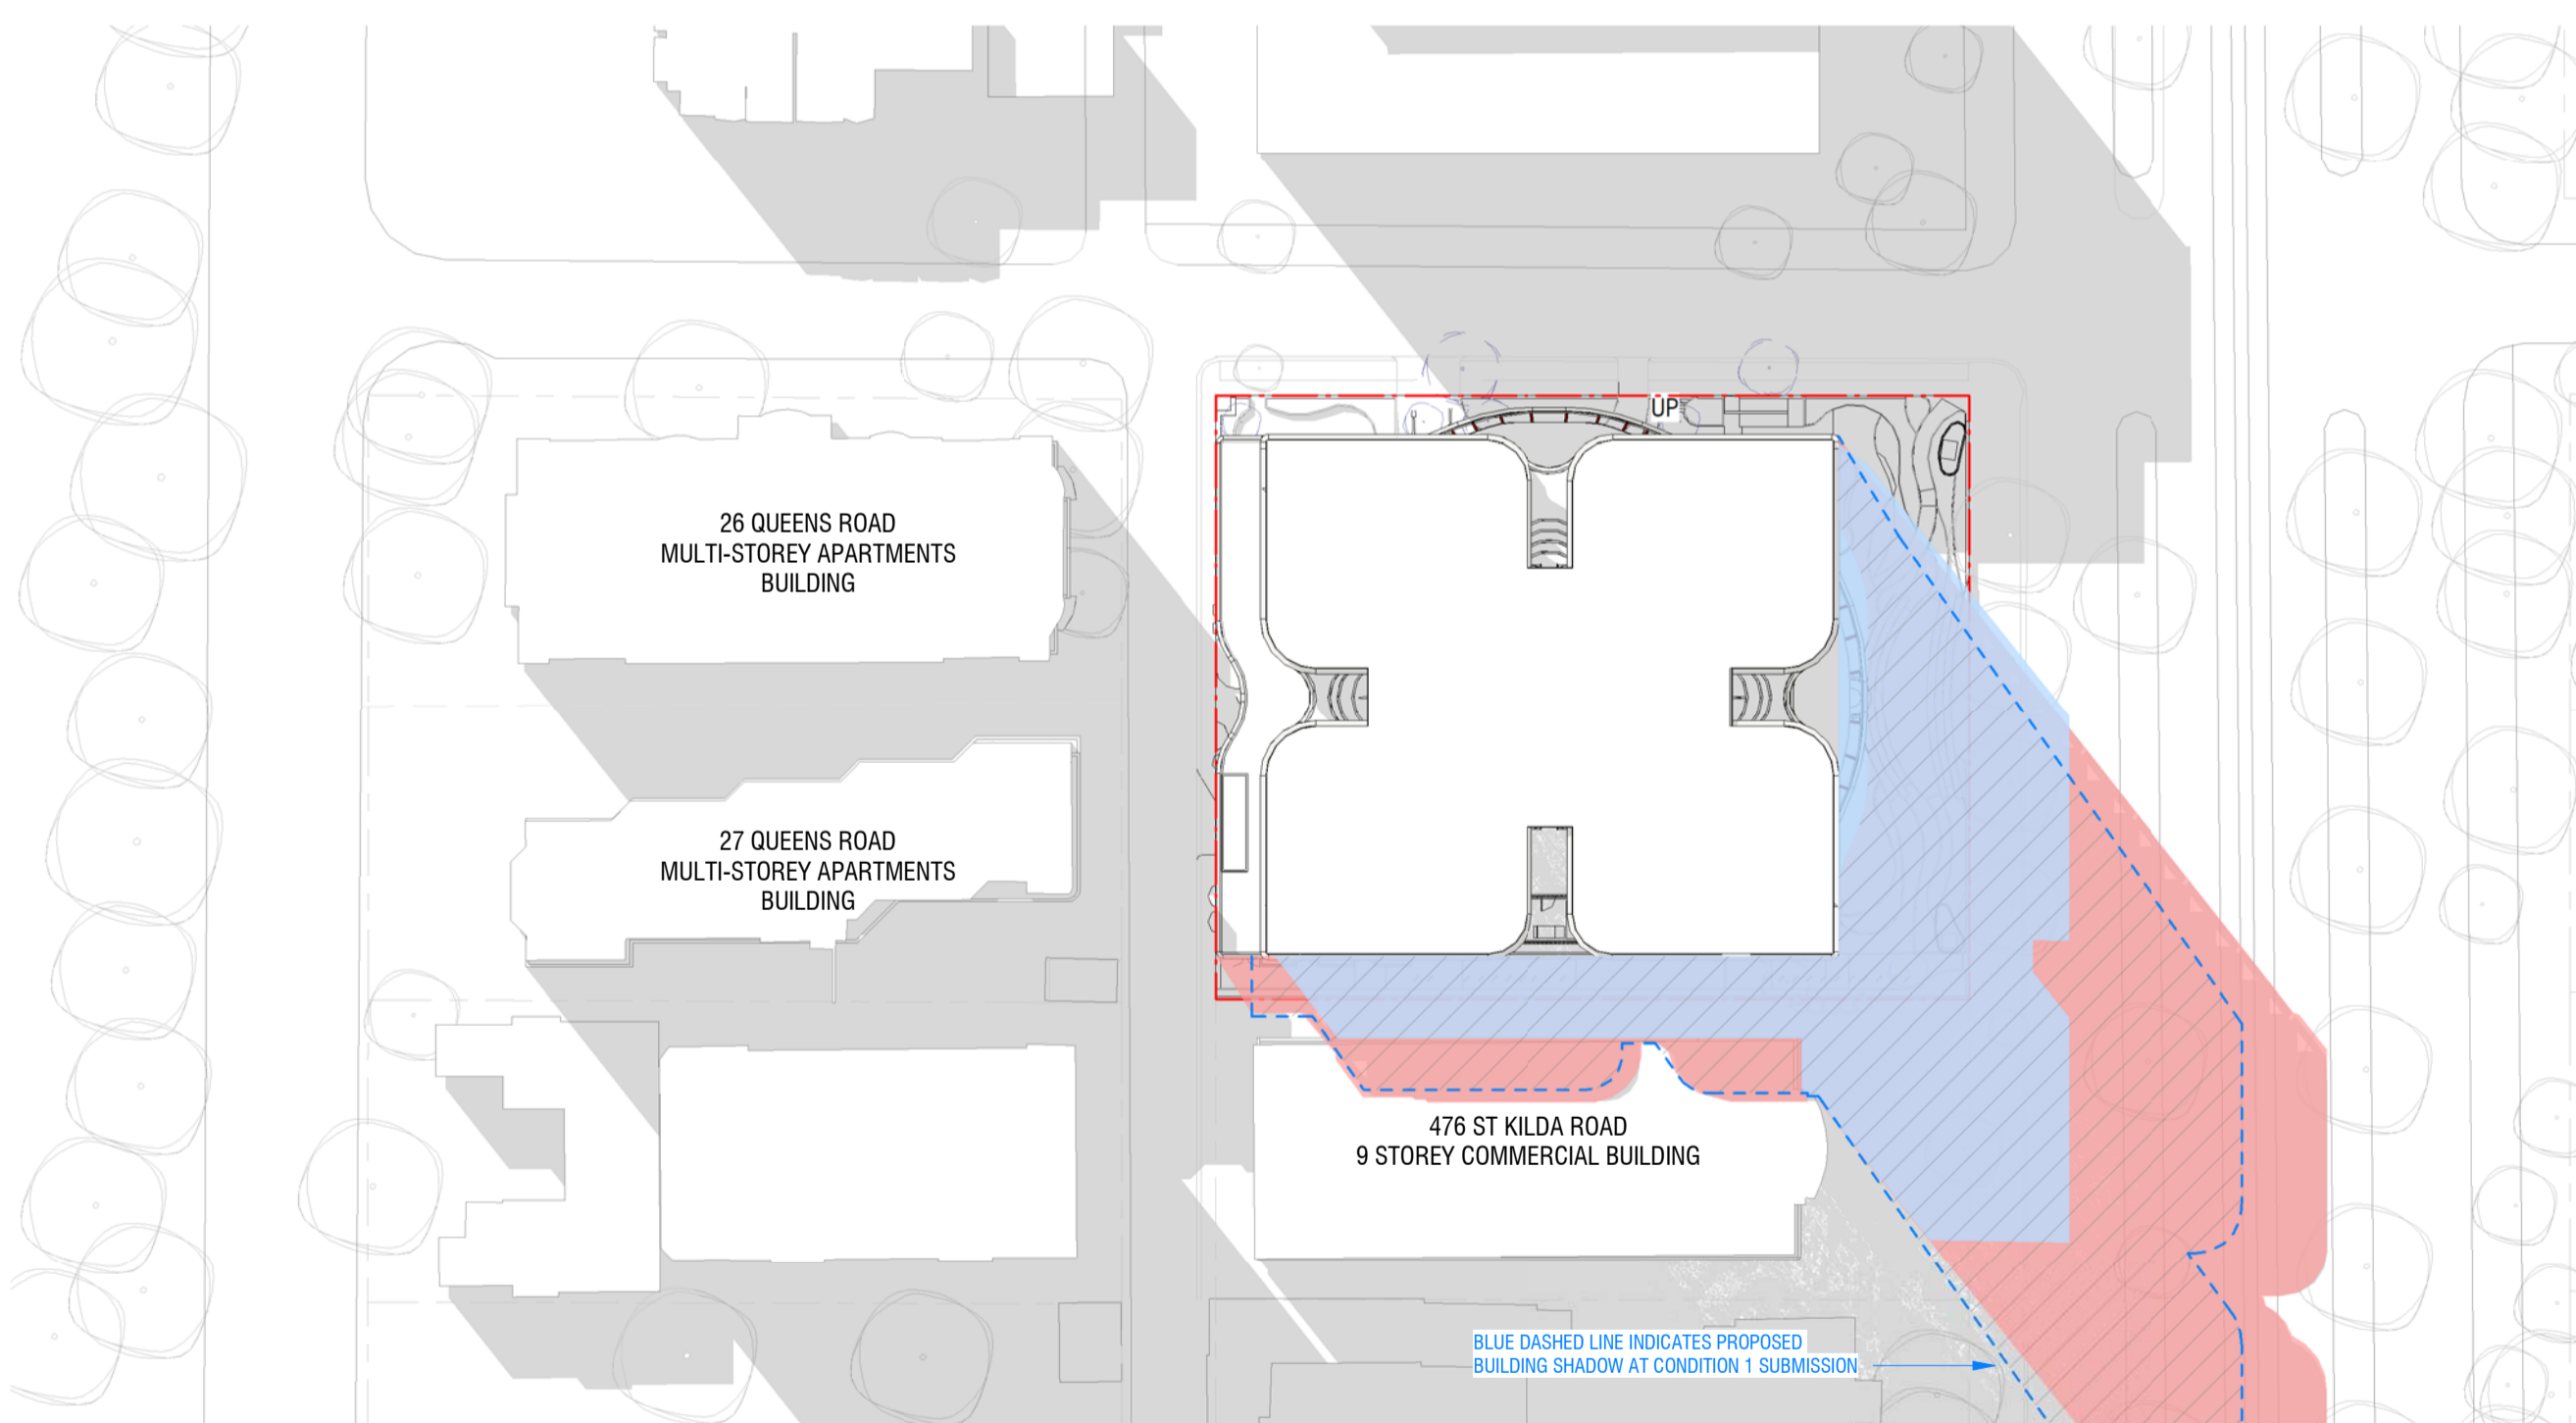 UP
26 QUEENS ROAD
MULTI-STOREY APARTMENTS
BUILDING
27 QUEENS ROAD
MULTI-STOREY APARTMENTS
BUILDING
476 ST KILDA ROAD
9 STOREY COMMERCIAL BUILDING
BLUE DASHED LINE INDICATES PROPOSED
BUILDING SHADOW AT CONDITION 1 SUBMISSION